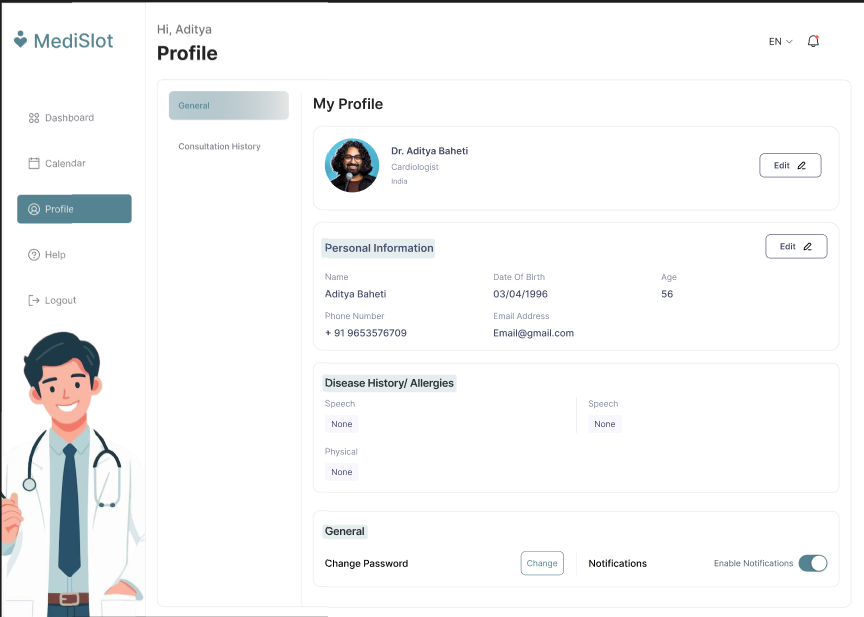 MediSlot
Hi, Aditya
Profile
EN
Dashboard
Calendar
Profile
Help
Logout
General
Consultation History
My Profile
Dr. Aditya Baheti
Cardiologist
India
Edit
Personal Information
Edit
Name
Date Of Birth
Age
Aditya Baheti
03/04/1996
56
Phone Number
Email Address
+ 91 9653576709
Email@gmail.com
Disease History/ Allergies
Speech
Speech
None
None
Physical
None
General
Change Password
Change
Notifications
Enable Notifications